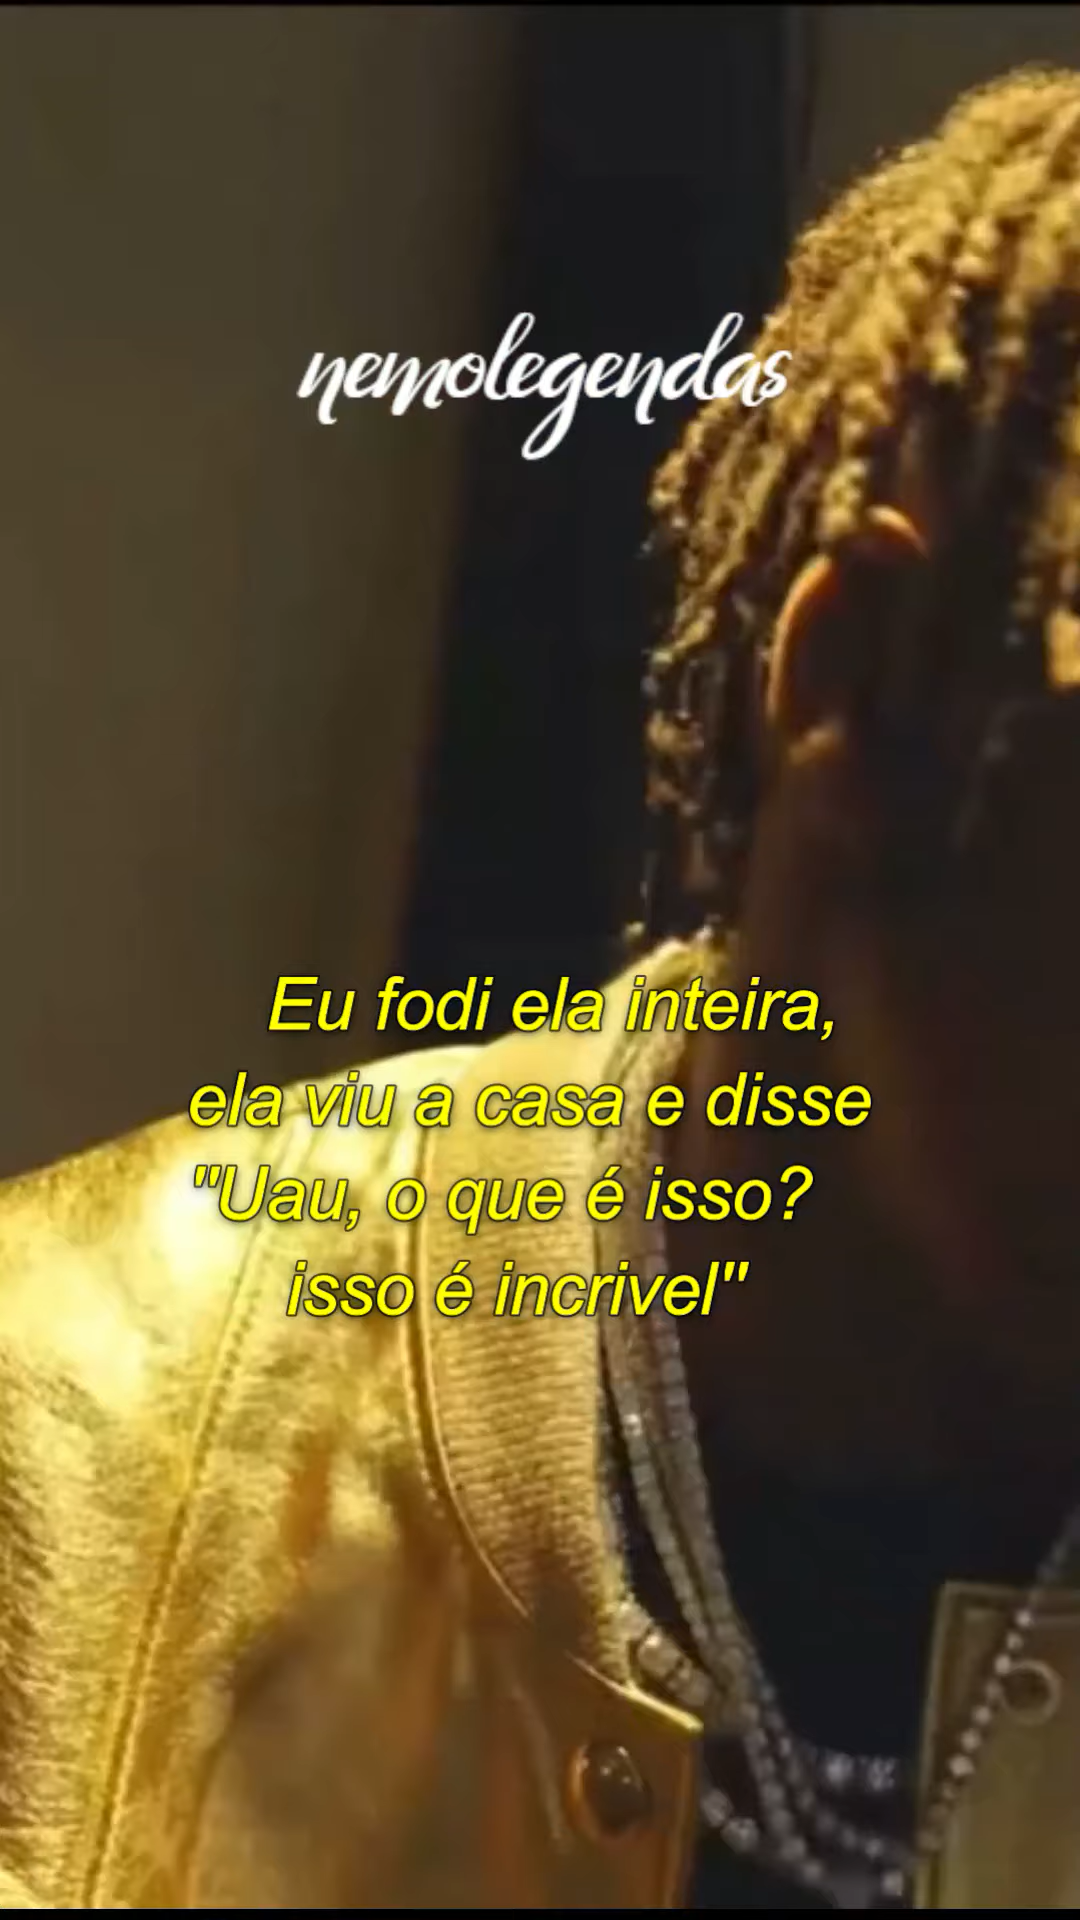 nemolegendas
Eu fodi ela inteira,
ela viu a casa e disse
"Uau, o que é isso?
isso é incrivel"